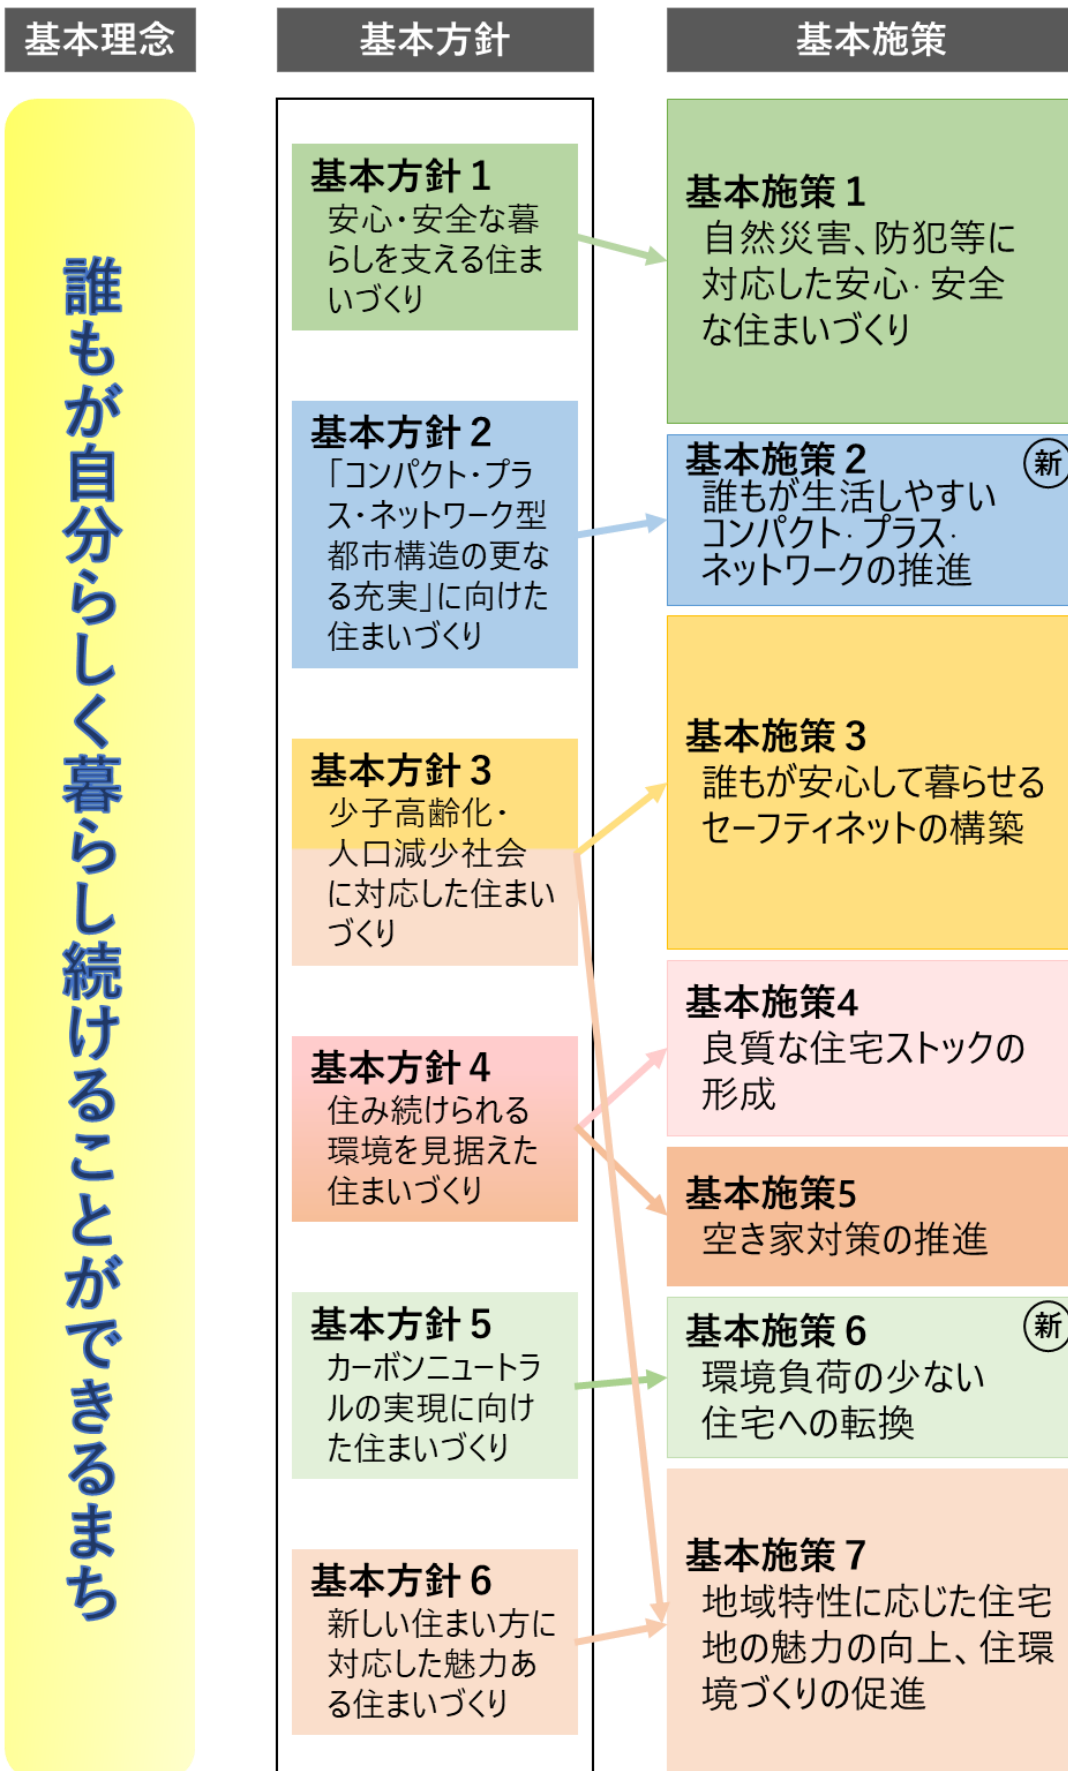 基本理念
誰もが自分らしく暮らし続けることができるまち
基本方針
基本方針1
安心・安全な暮
らしを支える住ま
いづくり
基本方針2
「コンパクト・プラ
ス・ネットワーク型
都市構造の更な
る充実」に向けた
住まいづくり
基本方針3
少子高齢化・
人口減少社会
に対応した住まい
づくり
基本方針4
住み続けられる
環境を見据えた
住まいづくり
基本方針5
カーボンニュートラ
ルの実現に向け
た住まいづくり
基本方針6
新しい住まい方に
対応した魅力あ
る住まいづくり
基本施策
基本施策1
自然災害、防犯等に
対応した安心・安全
な住まいづくり
基本施策2
新
誰もが生活しやすい
コンパクト・プラス・
ネットワークの推進
基本施策3
誰もが安心して暮らせる
セーフティネットの構築
基本施策4
良質な住宅ストックの
形成
基本施策5
空き家対策の推進
基本施策6
新
環境負荷の少ない
住宅への転換
基本施策7
地域特性に応じた住宅
地の魅力の向上、住環
境づくりの促進